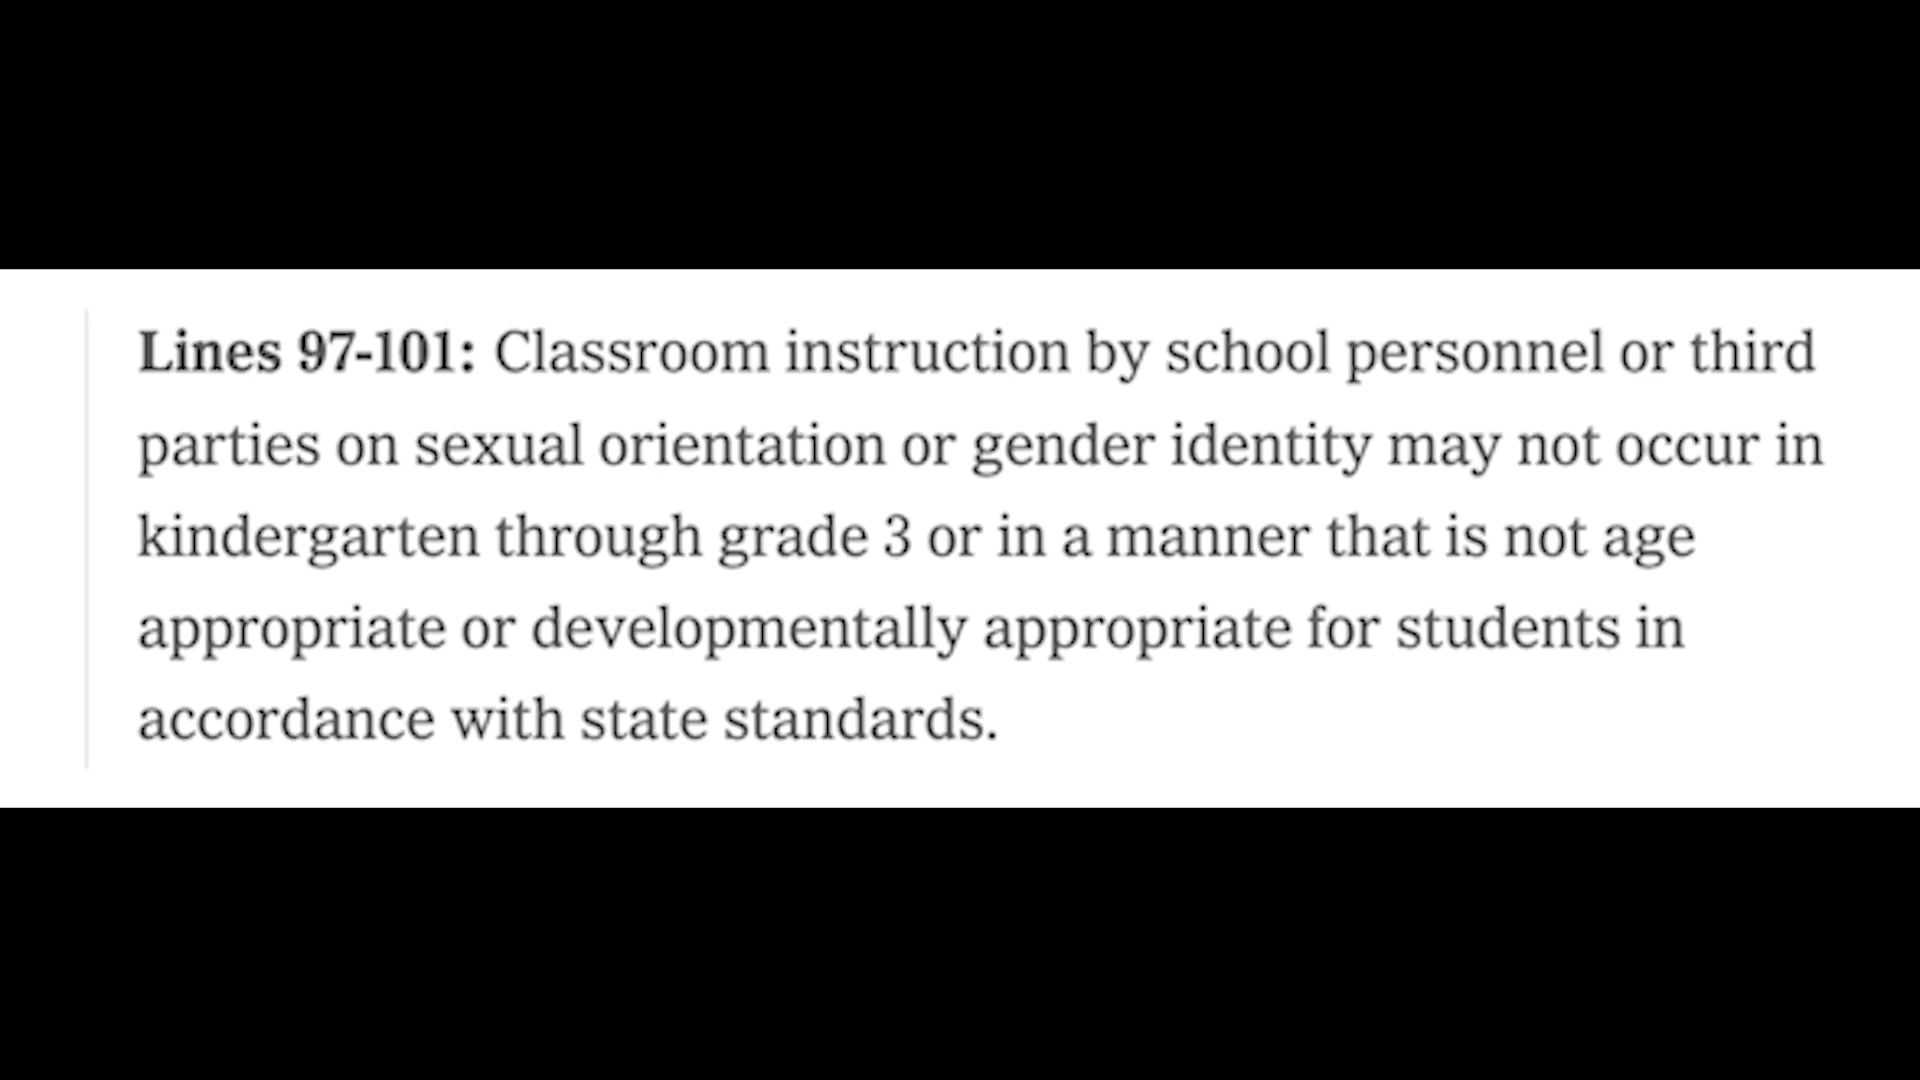 Lines 97-101: Classroom instruction by school personnel or third
parties on sexual orientation or gender identity may not occur in
kindergarten through grade 3 or in a manner that is not age
appropriate or developmentally appropriate for students in
accordance with state standards.